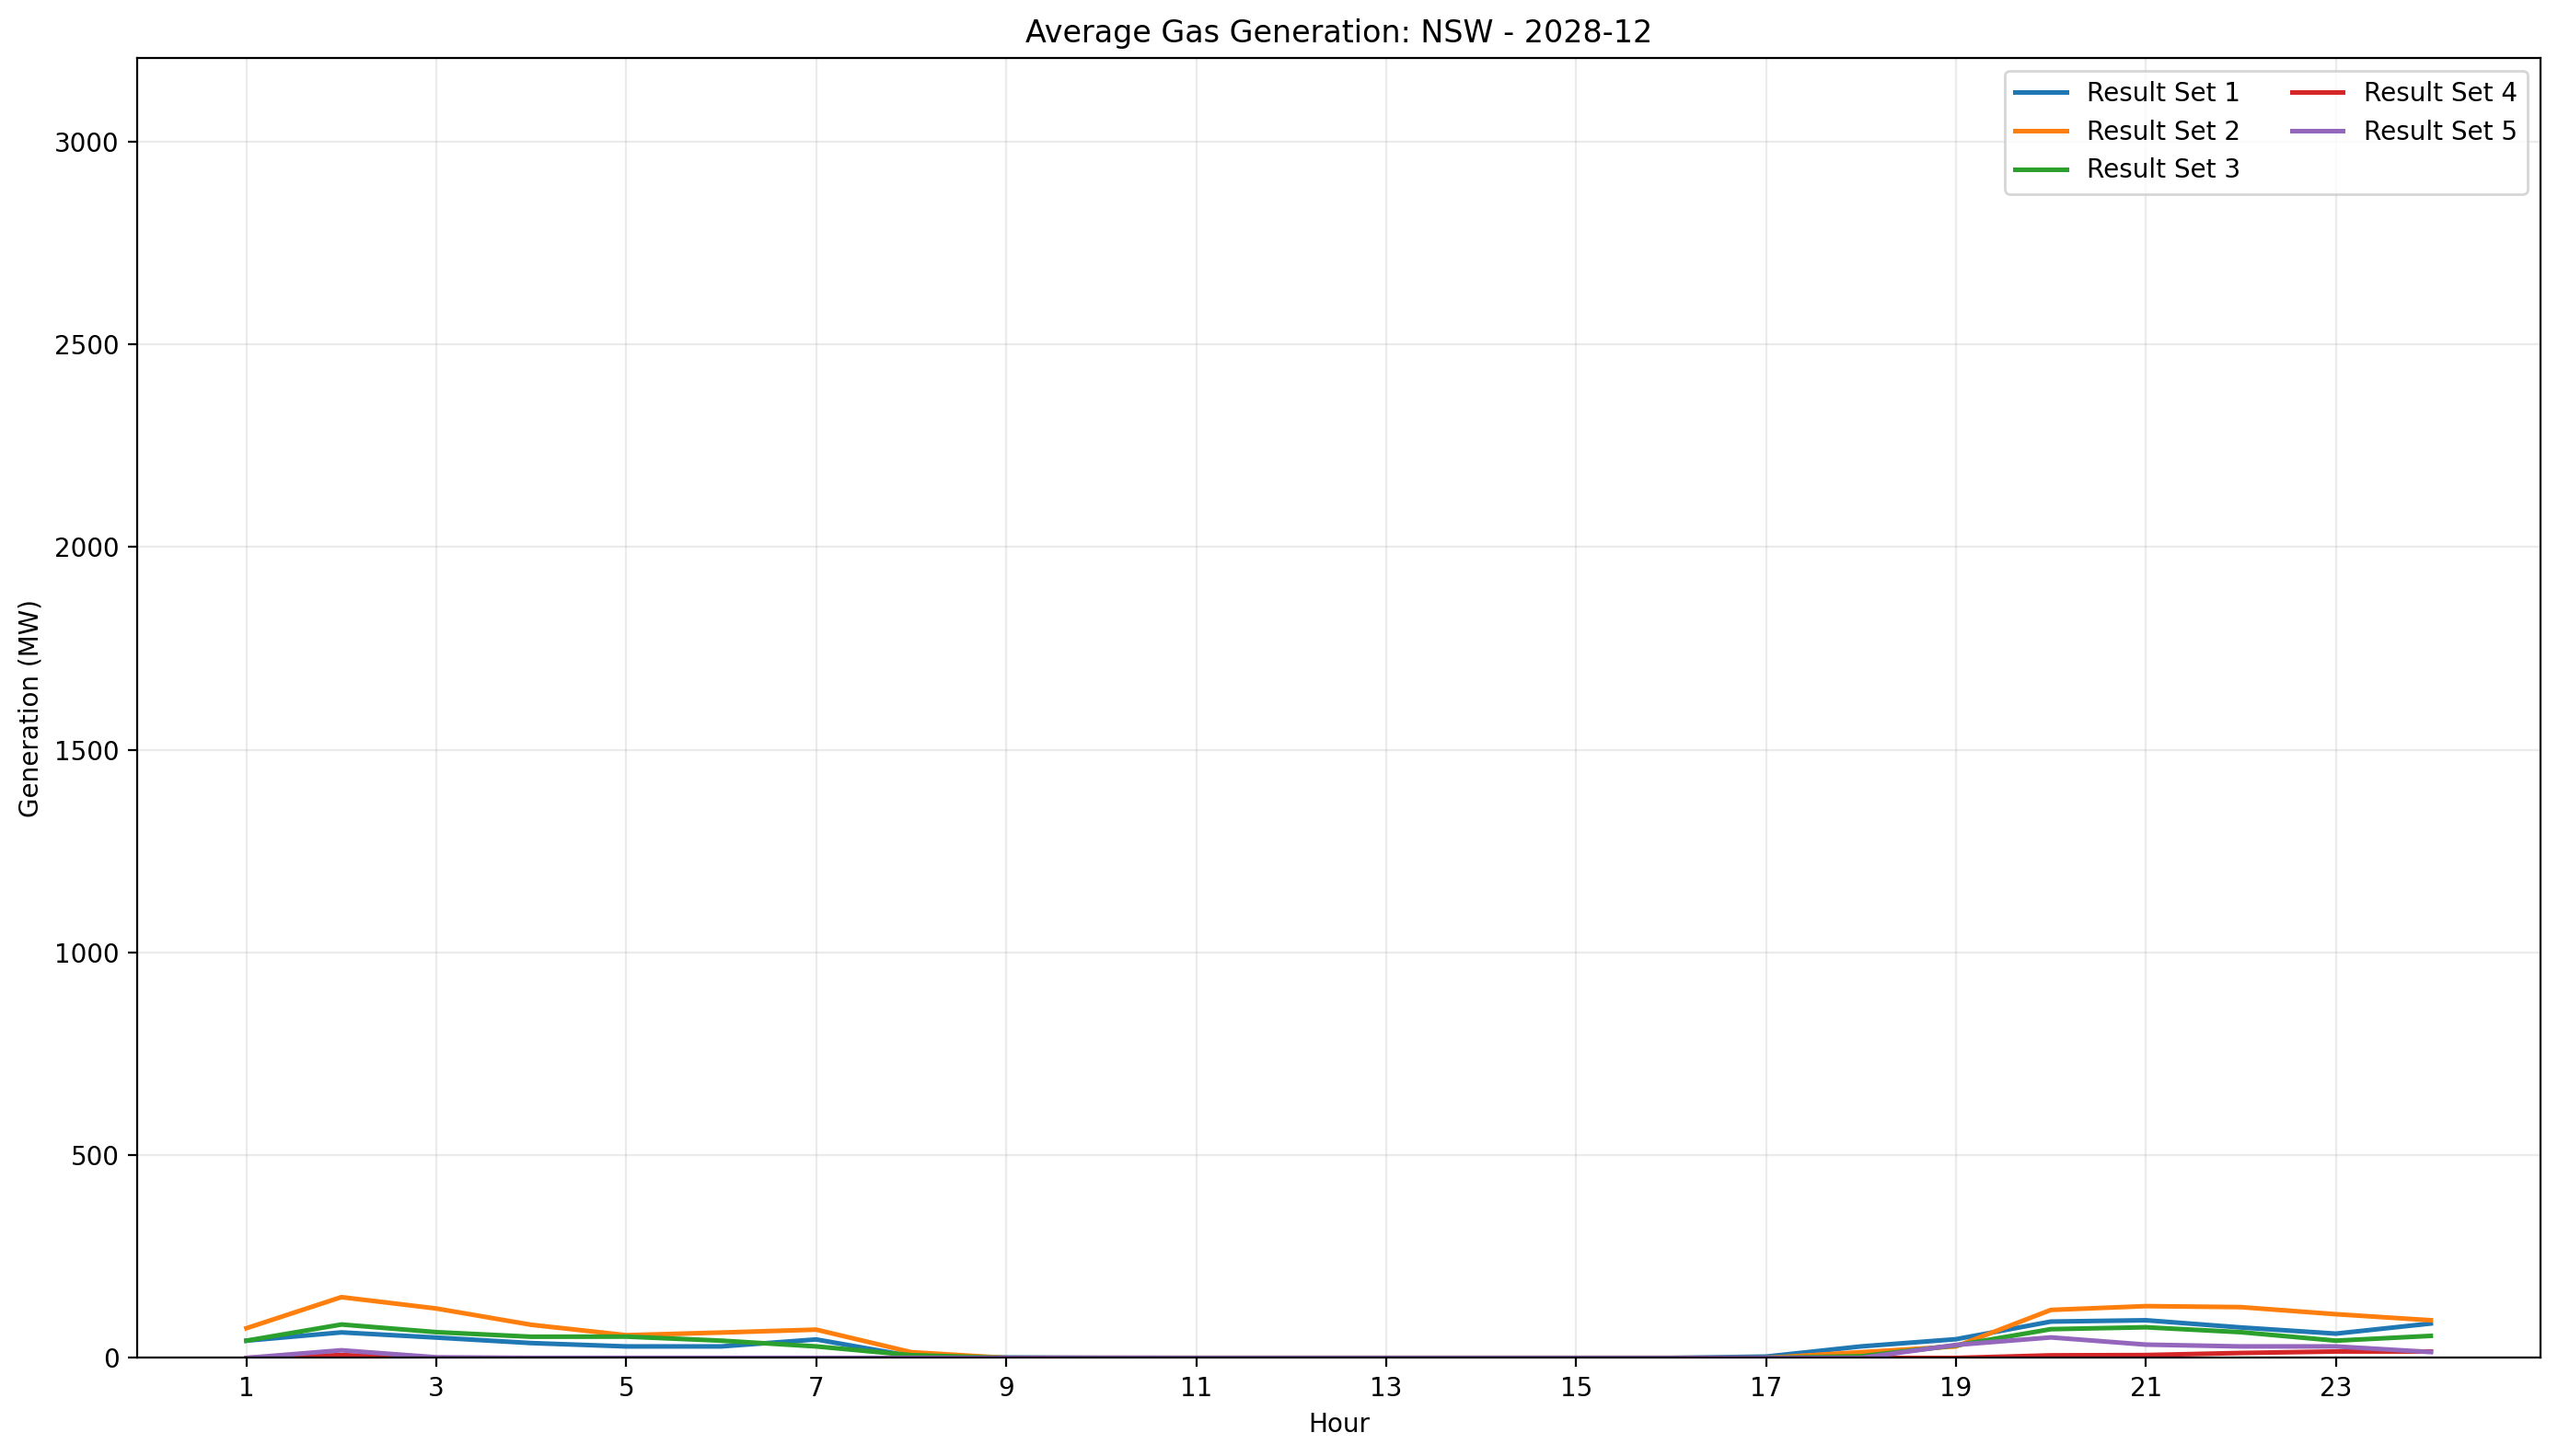 Average Gas Generation: NSW - 2028-12
Result Set 1
Result Set 2
Result Set 3
Result Set 4
Result Set 5
Generation (MW)
3000
2500
2000
1500
1000
500
0
1 3 5 7 9 11 13 15 17 19 21 23
Hour